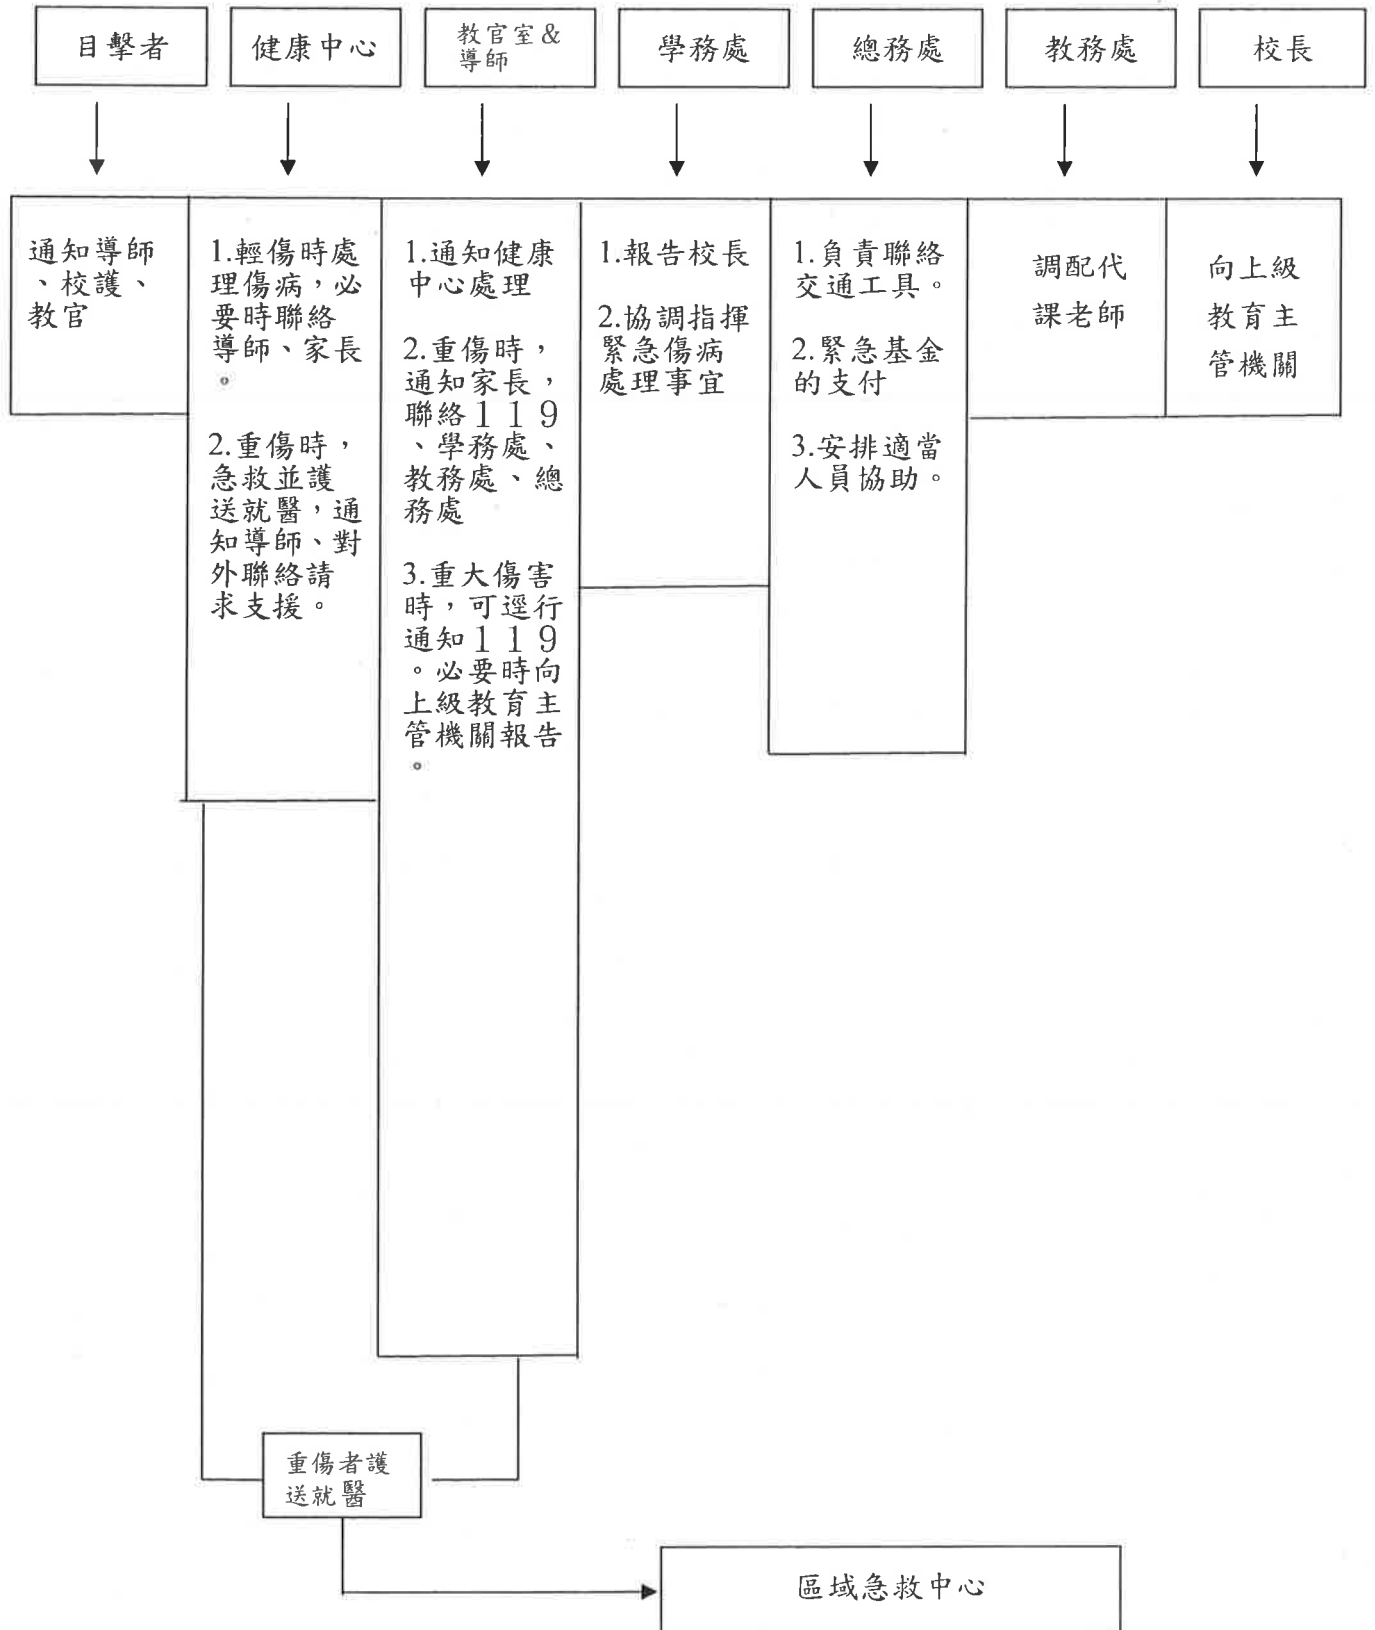 目擊者
健康中心
教官室&
導師
學務處
總務處
教務處
校長
通知導師
、校護、
教官
1.輕傷時處
理傷病，必
要時聯絡
導師、家長
。
2.重傷時，
急救並護
送就醫，通
知導師、對
外聯絡請
求支援。
1.通知健康
中心處理
2.重傷時，
通知家長，
聯絡１１９
、學務處、
教務處、總
務處
3.重大傷害
時，可逕行
通知１１９
。必要時向
上級教育主
管機關報告
。
1.報告校長
2.協調指揮
緊急傷病
處理事宜
1.負責聯絡
交通工具。
2.緊急基金
的支付
3.安排適當
人員協助。
調配代
課老師
向上級
教育主
管機關
重傷者護
送就醫
區域急救中心